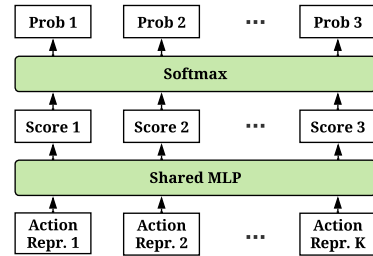 Prob 1 Prob 2 ... Prob 3
Softmax
Score 1 Score 2 ... Score 3
Shared MLP
Action Action ... Action
Repr. 1 Repr. 2 Repr. K